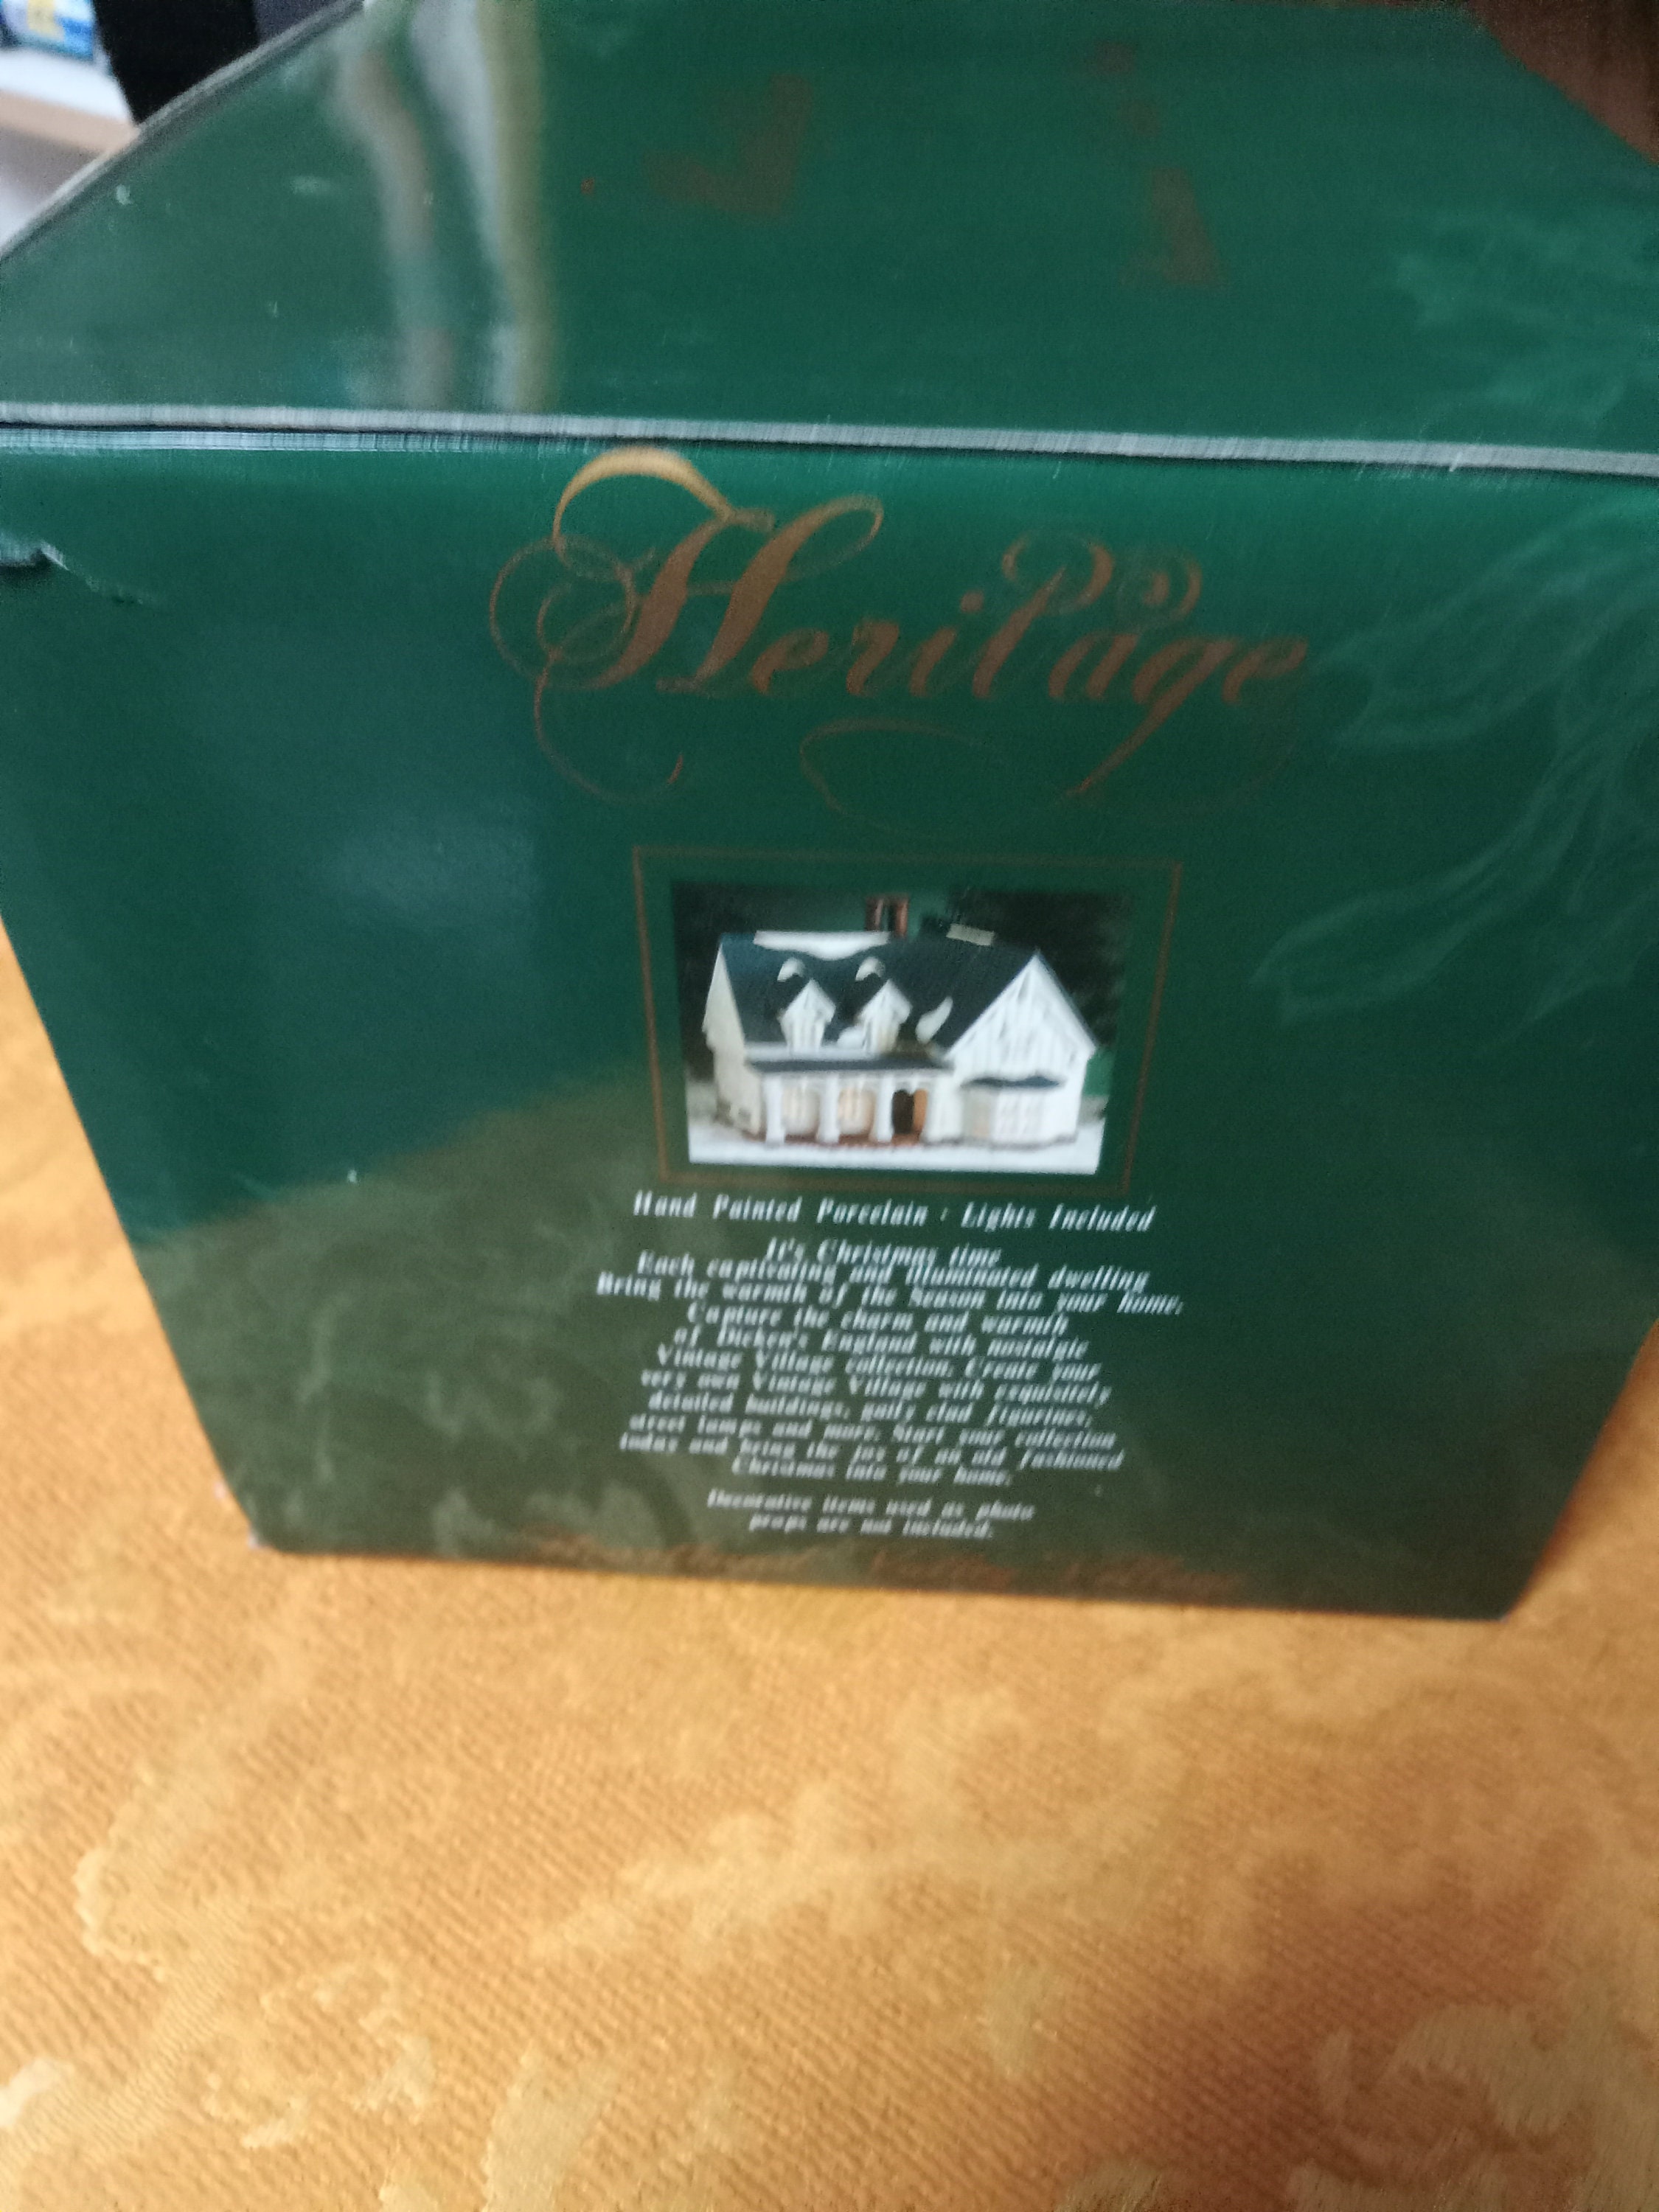 Heritage
Hand Painted Porcelain · Lights Included
It's Christmas time
Each captivating and illuminated dwelling
Bring the warmth of the Season into your home.
Capture the charm and warmth
of Dicken's England with nostalgic
Vintage Village collection. Create your
very own Vintage Village with exquisitely
detailed buildings, gaily clad figurines,
street lamps and more. Start your collection
today and bring the joy of an old fashioned
Christmas into your home.
Decorative items used as photo
props are not included.